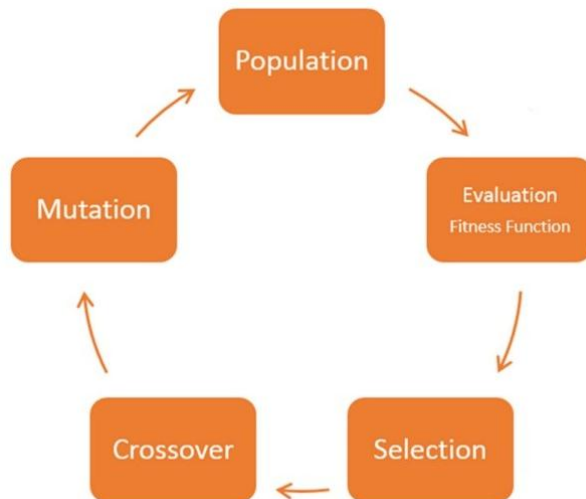 Population
Evaluation
Fitness Function
Selection
Crossover
Mutation